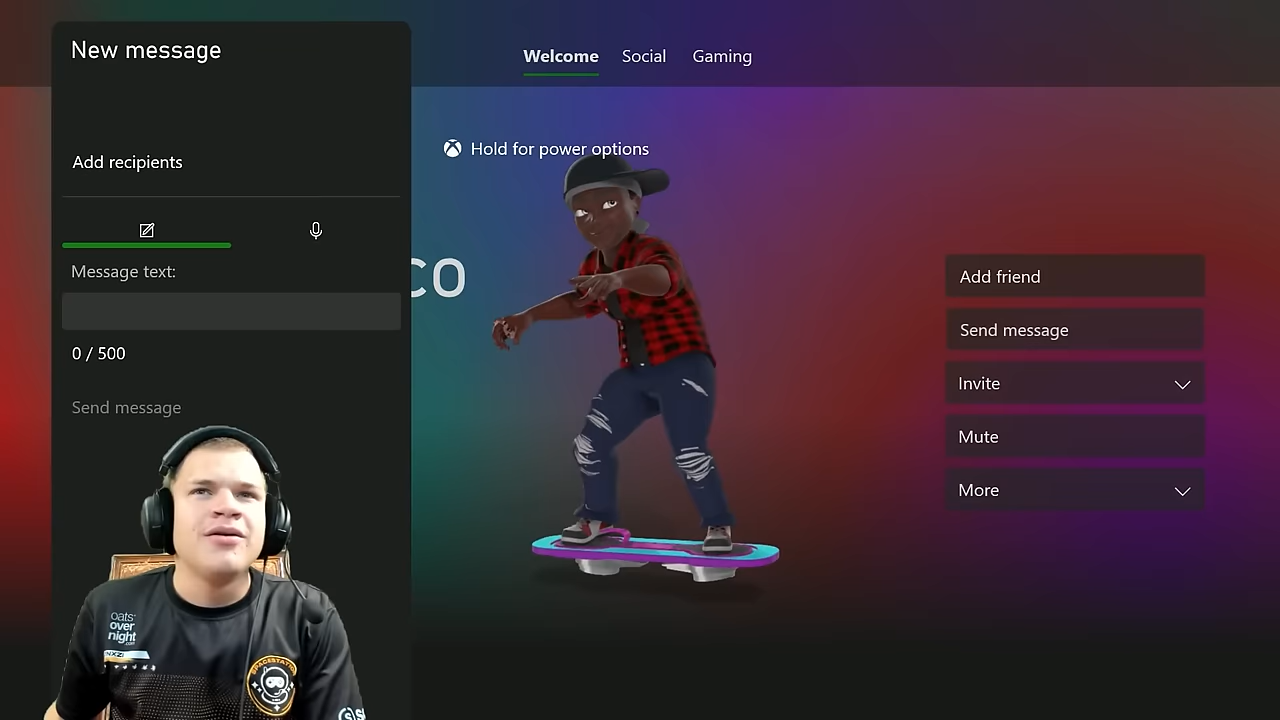 New message
Welcome Social Gaming
Add recipients
Hold for power options
Message text:
co
0 / 500
Send message
Add friend
Send message
Invite
Mute
More
oats
over
night
SPACESTATION